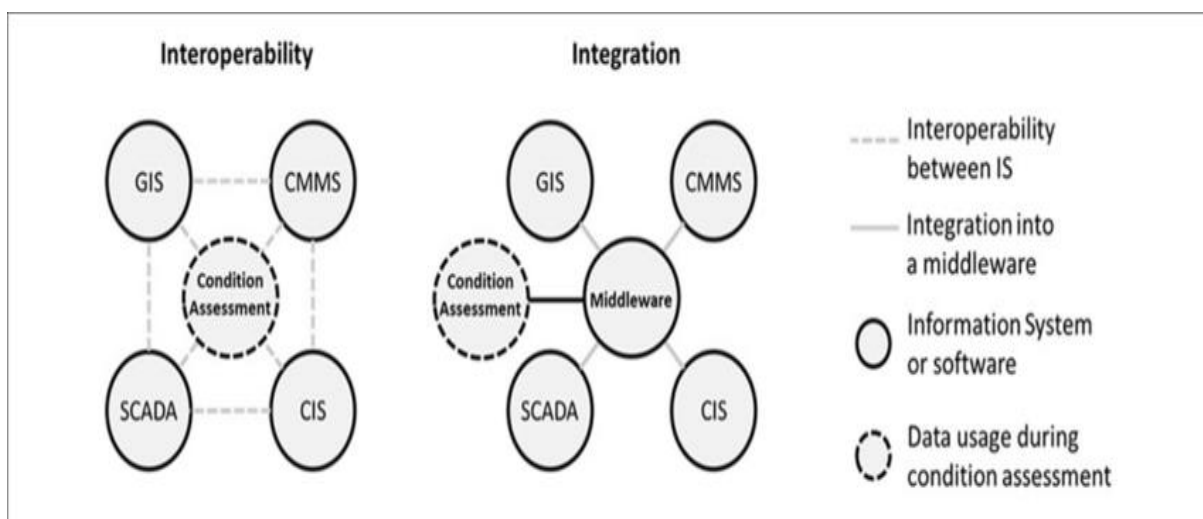 Interoperability
Integration
GIS
CMMS
Condition
Assessment
SCADA
CIS
GIS
CMMS
Condition
Assessment
Middleware
SCADA
CIS
Interoperability
between IS
Integration into
a middleware
Information System
or software
Data usage during
condition assessment